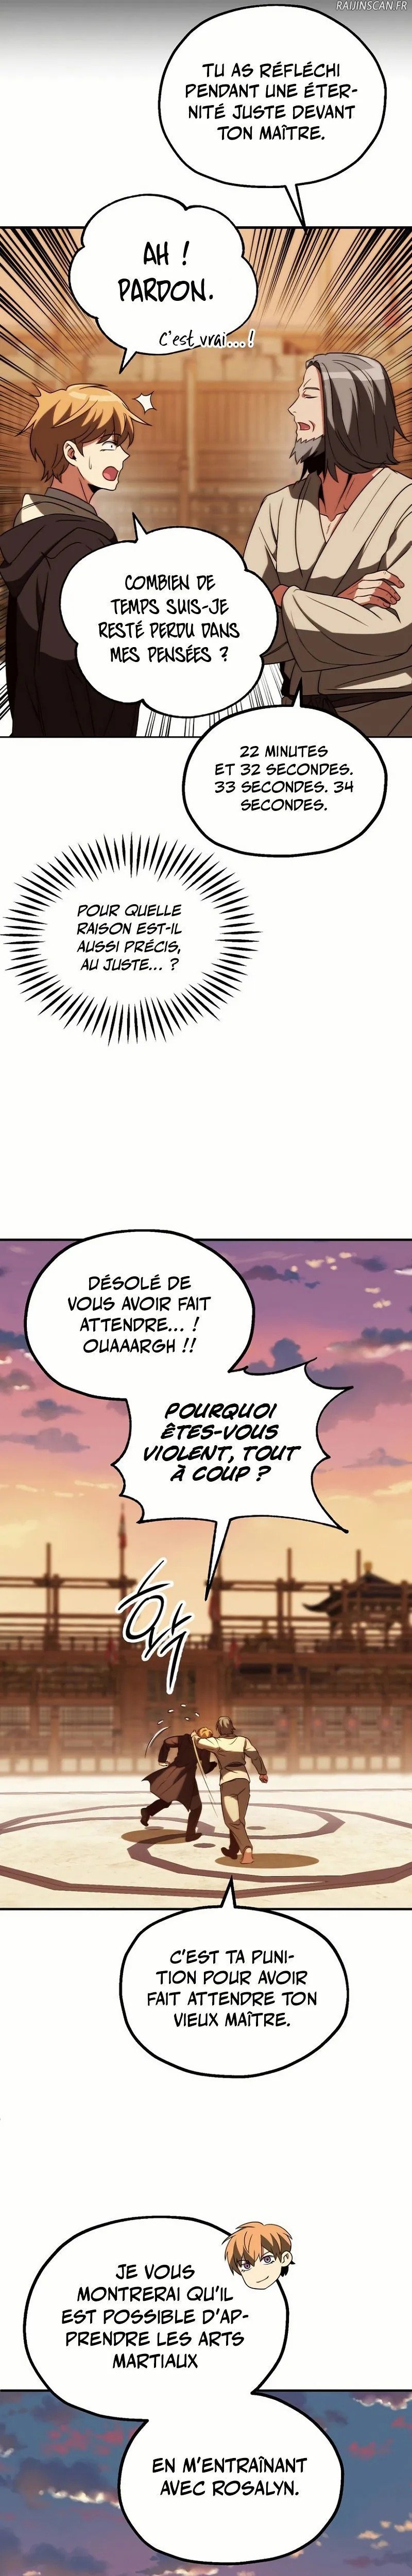 RAIJINSCAN.FR
TU AS RÉFLÉCHI
PENDANT UNE ÉTER-
NITÉ JUSTE DEVANT
TON MAÎTRE.
AH !
PARDON.
C'est vrai...!
COMBIEN DE
TEMPS SUIS-JE
RESTÉ PERDU DANS
MES PENSÉES ?
22 MINUTES
ET 32 SECONDES.
33 SECONDES. 34
SECONDES.
POUR QUELLE
RAISON EST-IL
AUSSI PRÉCIS,
AU JUSTE... ?
DÉSOLÉ DE
VOUS AVOIR FAIT
ATTENDRE... !
OUAAARGH !!
POURQUOI
ÊTES-VOUS
VIOLENT, TOUT
À COUP ?
C'EST TA PUNI-
TION POUR AVOIR
FAIT ATTENDRE TON
VIEUX MAÎTRE.
JE VOUS
MONTRERAI QU'IL
EST POSSIBLE D'AP-
PRENDRE LES ARTS
MARTIAUX
EN M'ENTRAÎNANT
AVEC ROSALYN.